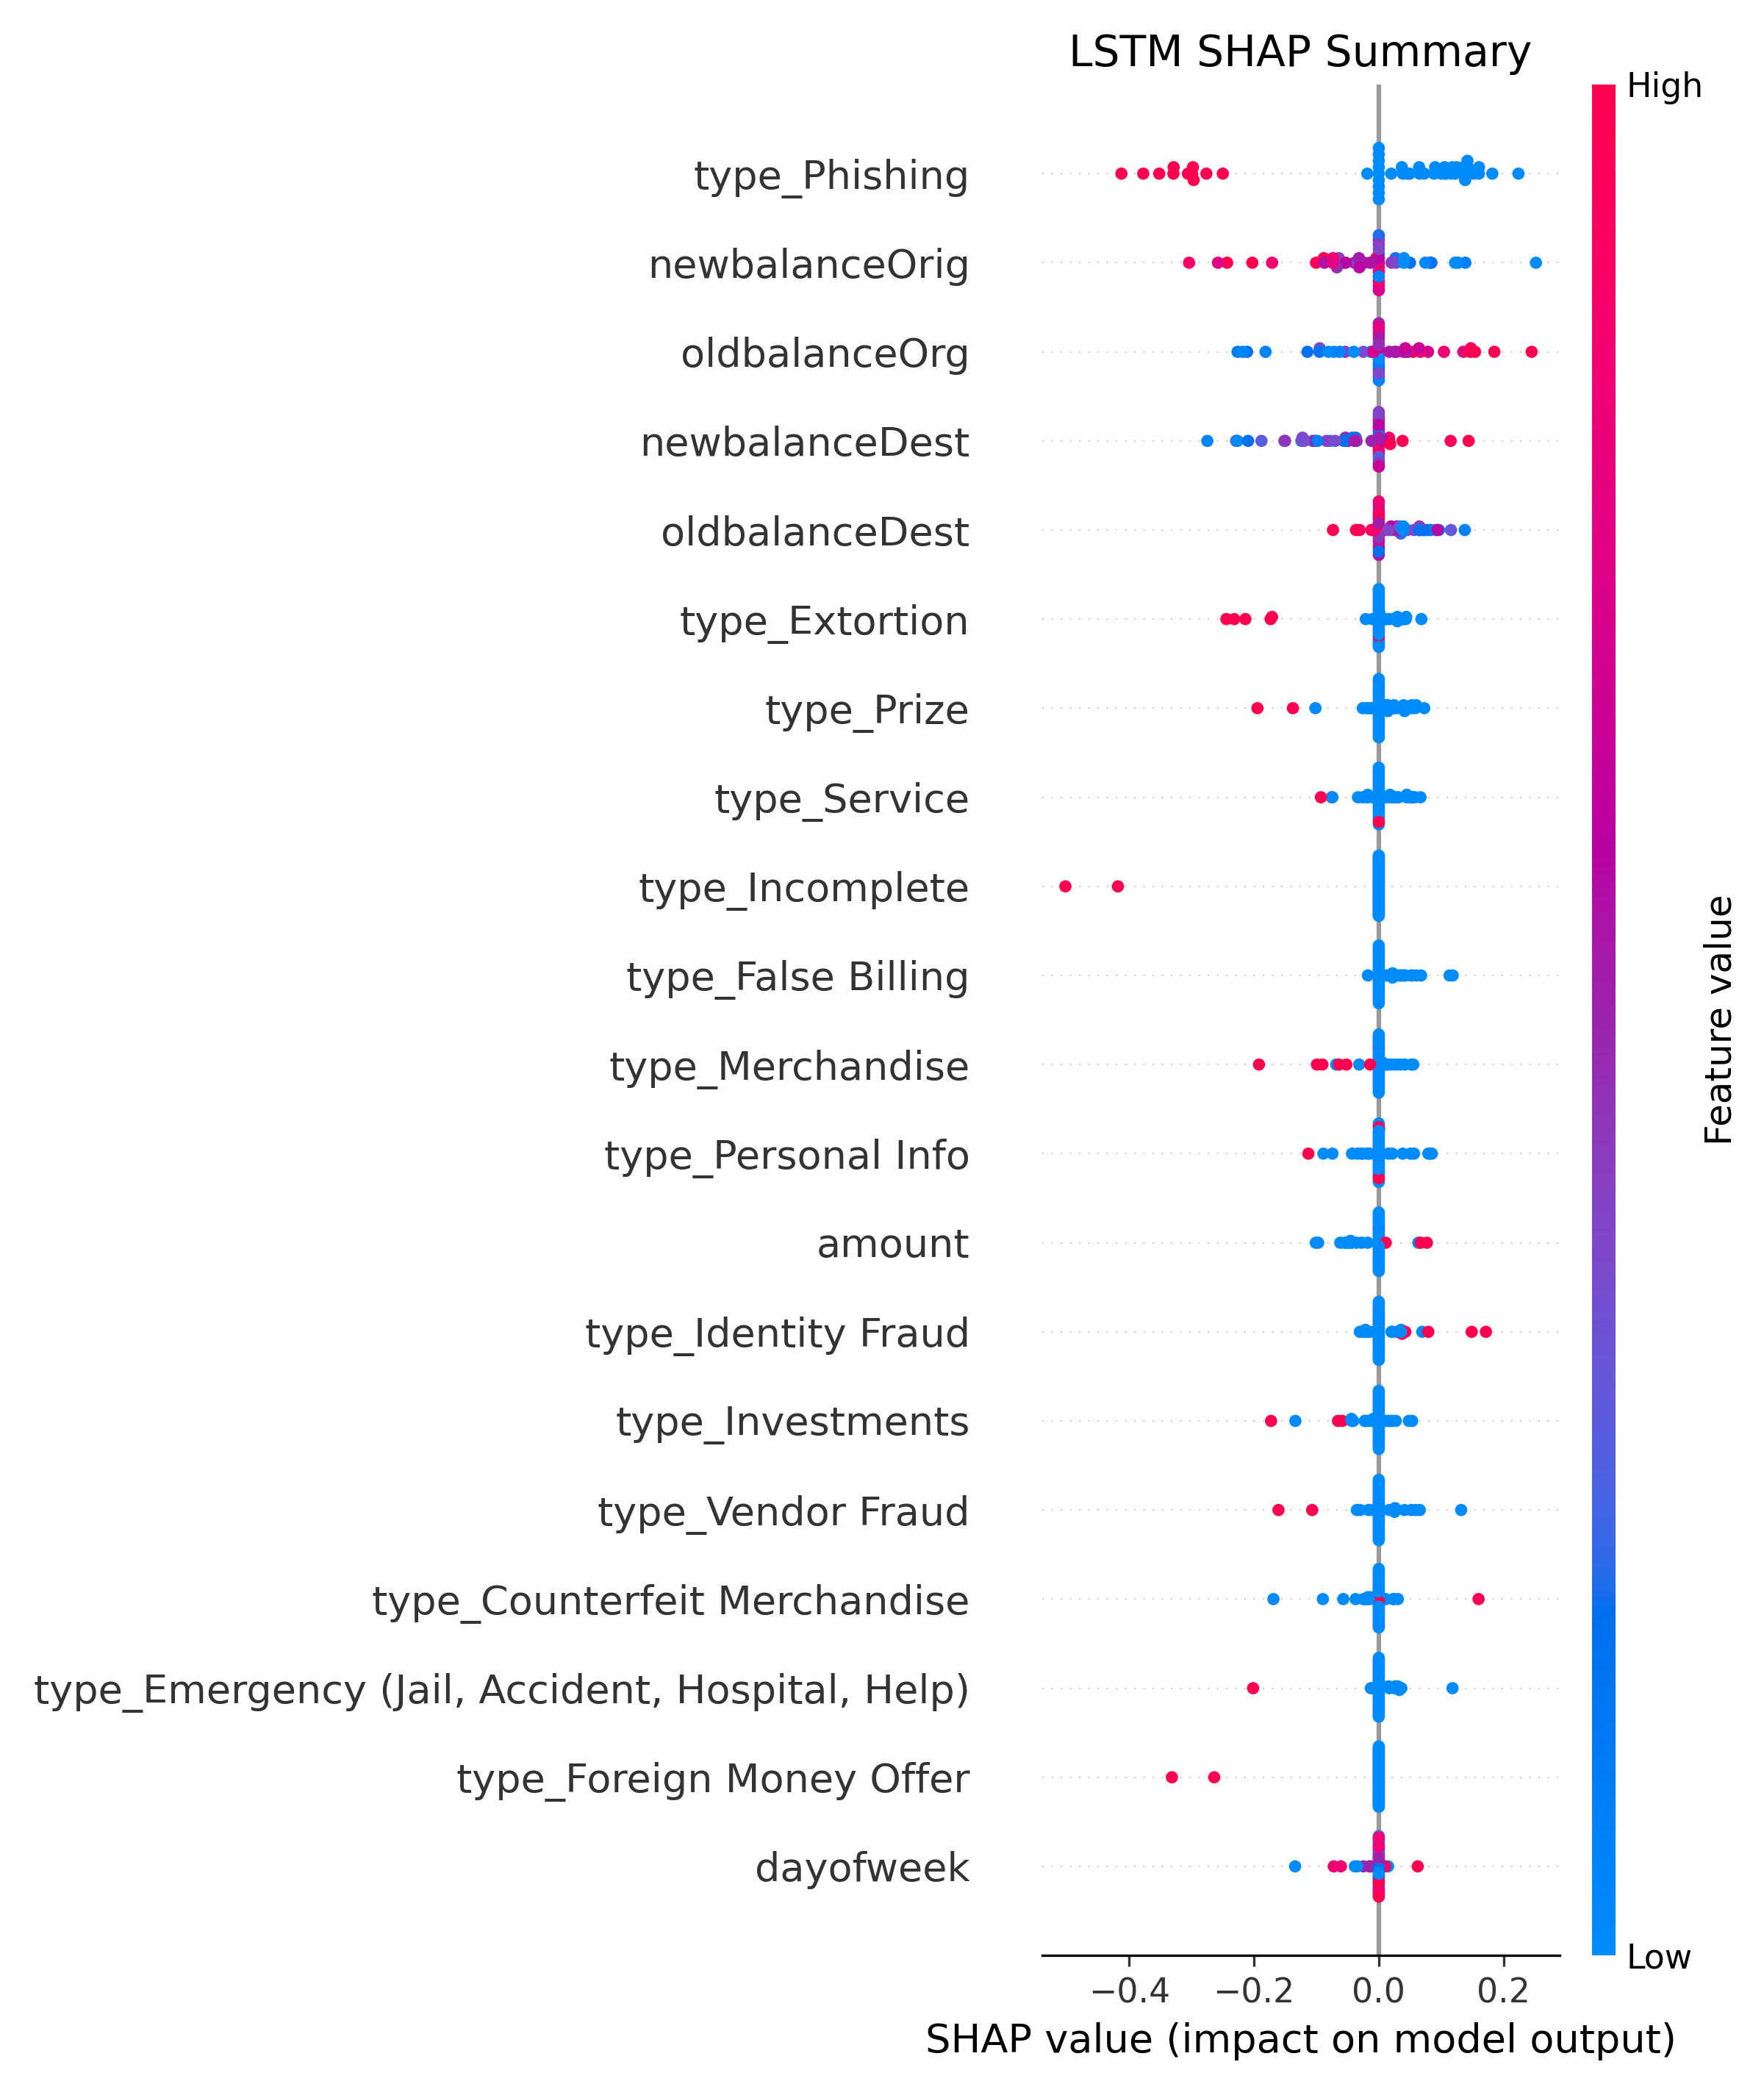 LSTM SHAP Summary
High
type_Phishing
newbalanceOrig
oldbalanceOrg
newbalanceDest
oldbalanceDest
type_Extortion
type_Prize
type_Service
type_Incomplete
type_False Billing
type_Merchandise
type_Personal Info
amount
type_Identity Fraud
type_Investments
type_Vendor Fraud
type_Counterfeit Merchandise
type_Emergency (Jail, Accident, Hospital, Help)
type_Foreign Money Offer
dayofweek
Feature value
Low
−0.4 −0.2 0.0 0.2
SHAP value (impact on model output)